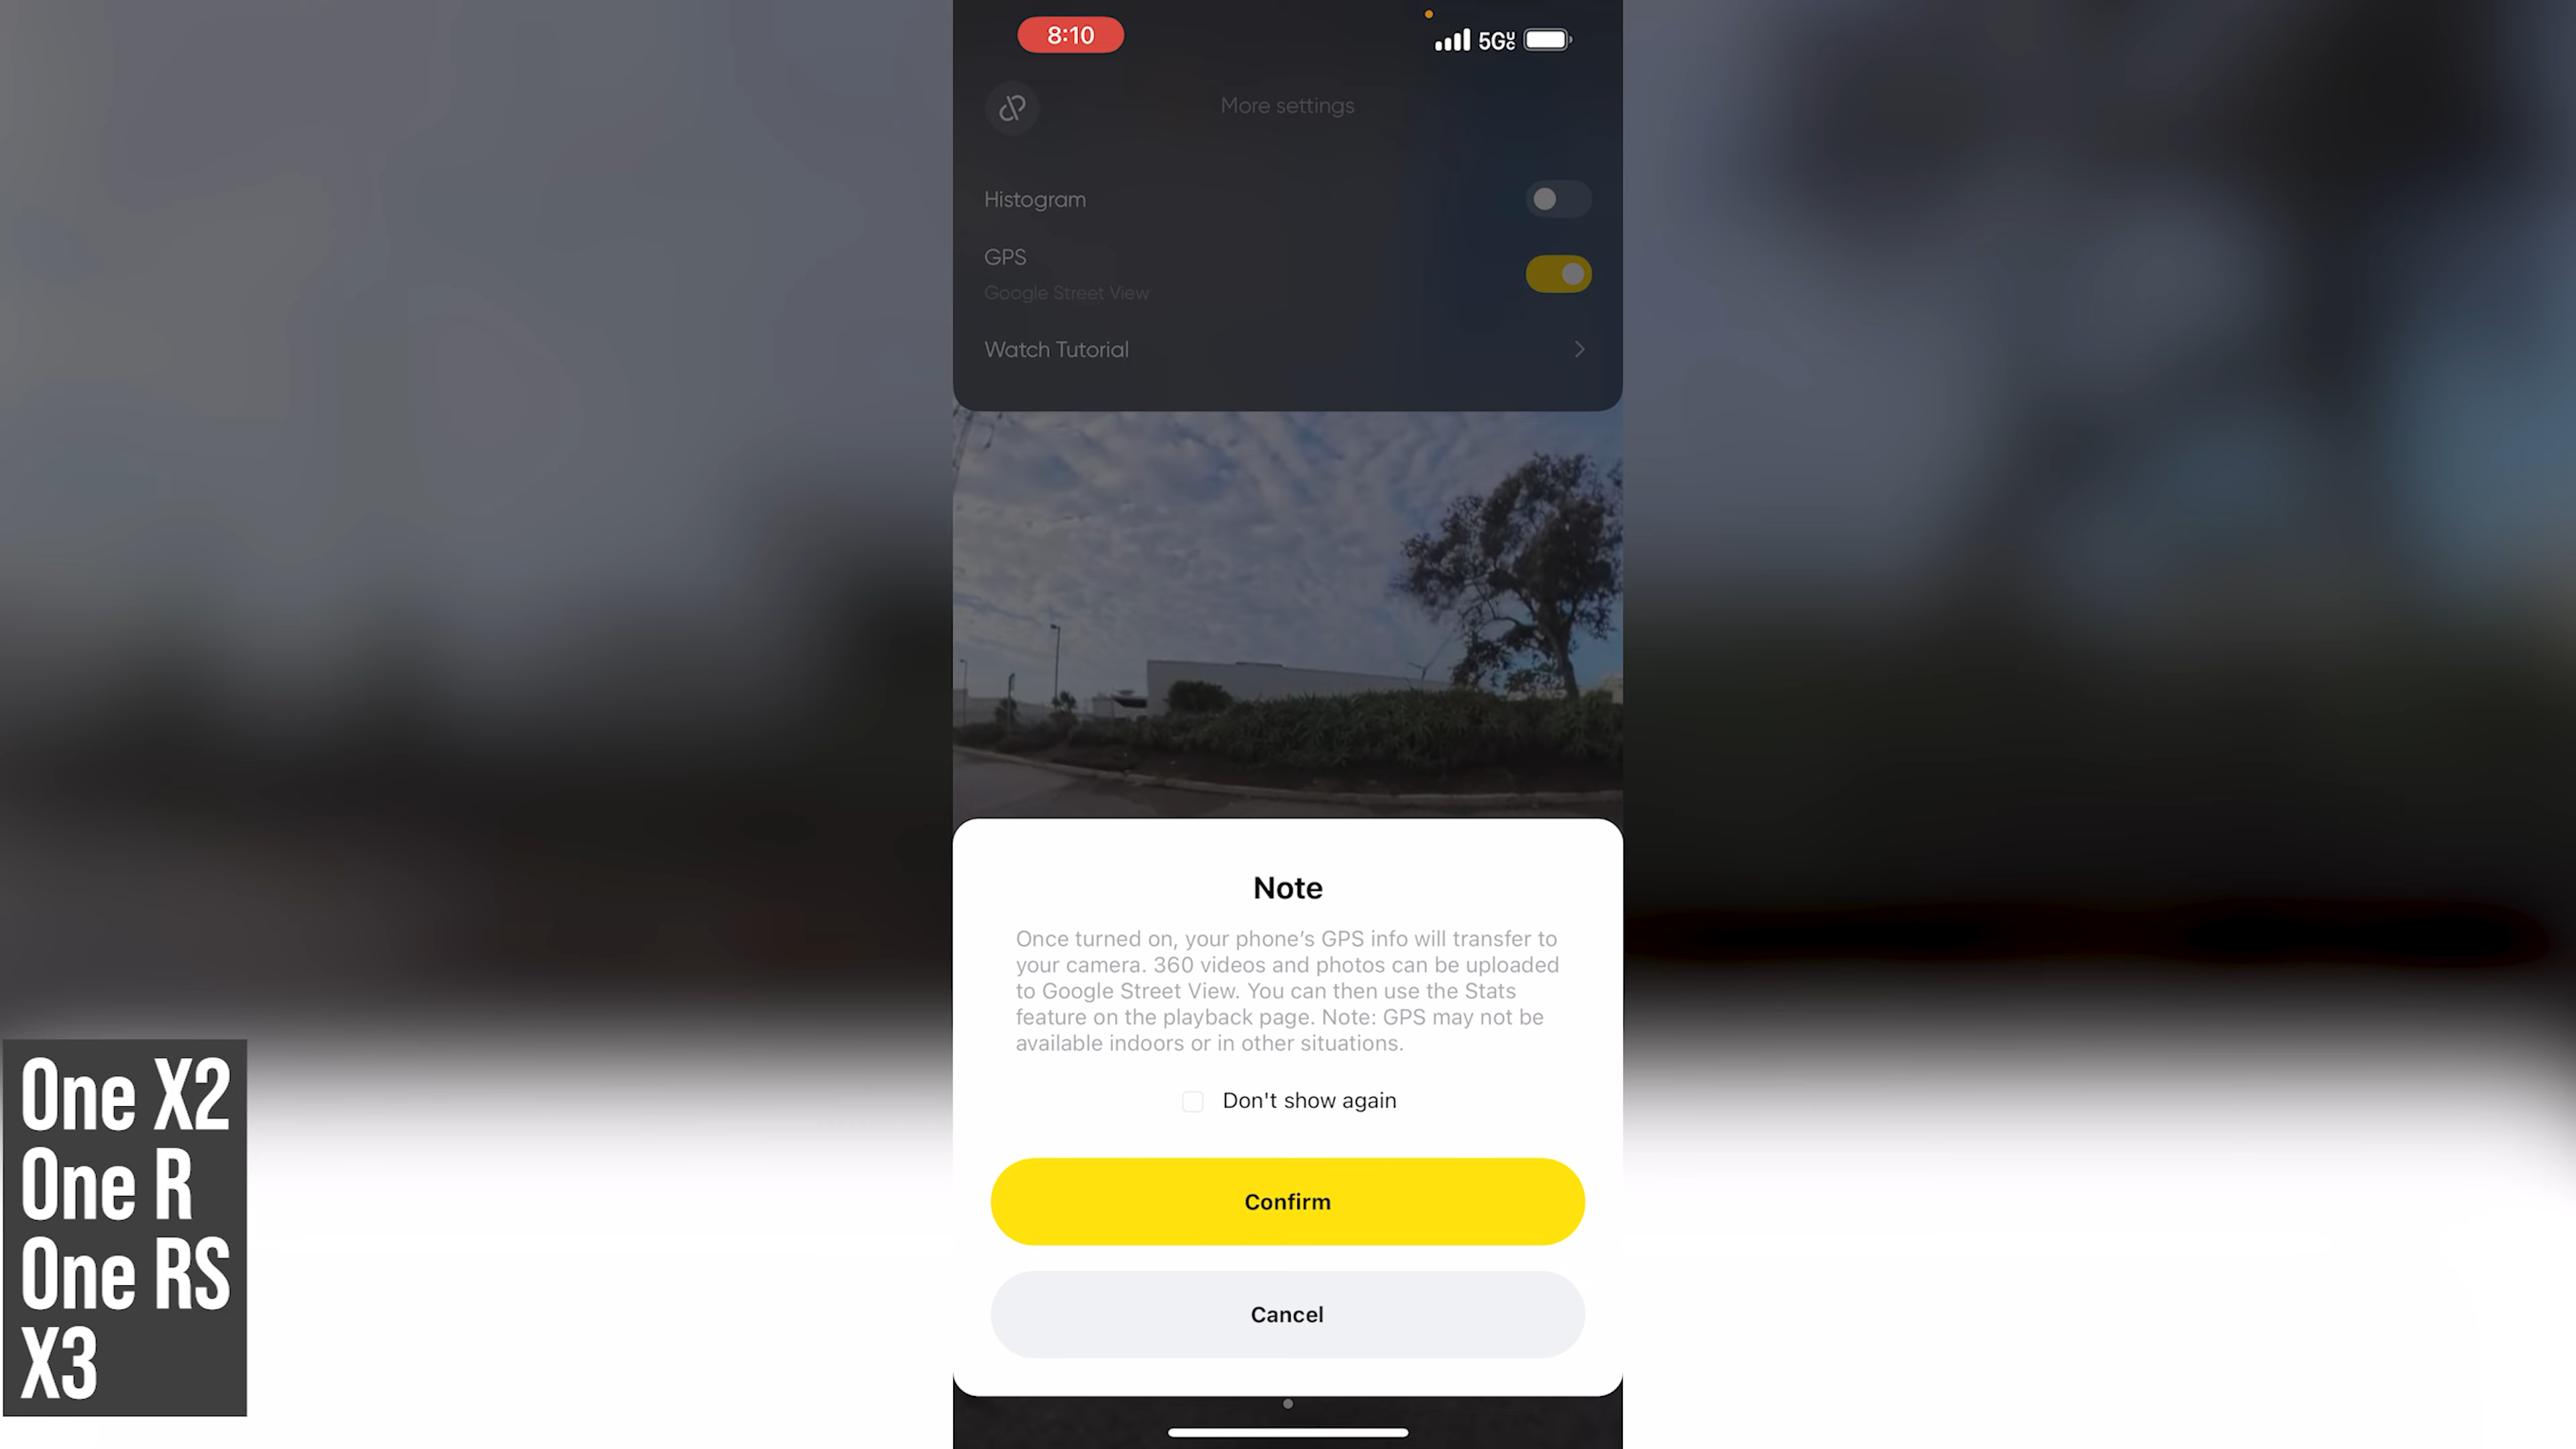 8:10
5GUC
More settings
Histogram
GPS
Google Street View
Watch Tutorial
Note
Once turned on, your phone’s GPS info will transfer to
your camera. 360 videos and photos can be uploaded
to Google Street View. You can then use the Stats
feature on the playback page. Note: GPS may not be
available indoors or in other situations.
Don't show again
Confirm
Cancel
One X2
One R
One RS
X3